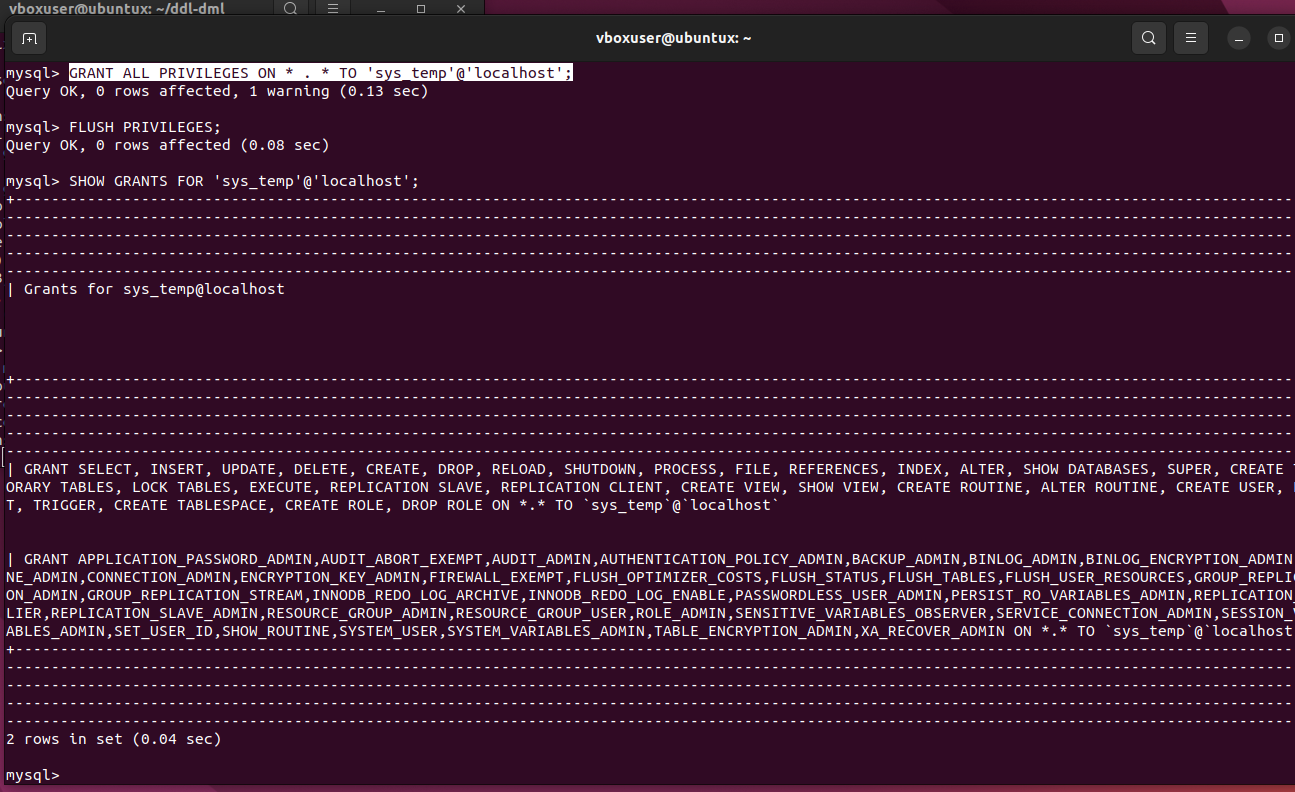 vboxuser@ubuntux: ~/ddl-dml
vboxuser@ubuntux: ~
mysql> GRANT ALL PRIVILEGES ON * . * TO 'sys_temp'@'localhost';
Query OK, 0 rows affected, 1 warning (0.13 sec)
mysql> FLUSH PRIVILEGES;
Query OK, 0 rows affected (0.08 sec)
mysql> SHOW GRANTS FOR 'sys_temp'@'localhost';
| Grants for sys_temp@localhost
| GRANT SELECT, INSERT, UPDATE, DELETE, CREATE, DROP, RELOAD, SHUTDOWN, PROCESS, FILE, REFERENCES, INDEX, ALTER, SHOW DATABASES, SUPER, CREATE
ORARY TABLES, LOCK TABLES, EXECUTE, REPLICATION SLAVE, REPLICATION CLIENT, CREATE VIEW, SHOW VIEW, CREATE ROUTINE, ALTER ROUTINE, CREATE USER,
T, TRIGGER, CREATE TABLESPACE, CREATE ROLE, DROP ROLE ON *.* TO `sys_temp`@`localhost`
| GRANT APPLICATION_PASSWORD_ADMIN,AUDIT_ABORT_EXEMPT,AUDIT_ADMIN,AUTHENTICATION_POLICY_ADMIN,BACKUP_ADMIN,BINLOG_ADMIN,BINLOG_ENCRYPTION_ADMIN
NE_ADMIN,CONNECTION_ADMIN,ENCRYPTION_KEY_ADMIN,FIREWALL_EXEMPT,FLUSH_OPTIMIZER_COSTS,FLUSH_STATUS,FLUSH_TABLES,FLUSH_USER_RESOURCES,GROUP_REPLIC
ON_ADMIN,GROUP_REPLICATION_STREAM,INNODB_REDO_LOG_ARCHIVE,INNODB_REDO_LOG_ENABLE,PASSWORDLESS_USER_ADMIN,PERSIST_RO_VARIABLES_ADMIN,REPLICATION_
LIER,REPLICATION_SLAVE_ADMIN,RESOURCE_GROUP_ADMIN,RESOURCE_GROUP_USER,ROLE_ADMIN,SENSITIVE_VARIABLES_OBSERVER,SERVICE_CONNECTION_ADMIN,SESSION_V
ABLES_ADMIN,SET_USER_ID,SHOW_ROUTINE,SYSTEM_USER,SYSTEM_VARIABLES_ADMIN,TABLE_ENCRYPTION_ADMIN,XA_RECOVER_ADMIN ON *.* TO `sys_temp`@`localhost
2 rows in set (0.04 sec)
mysql>